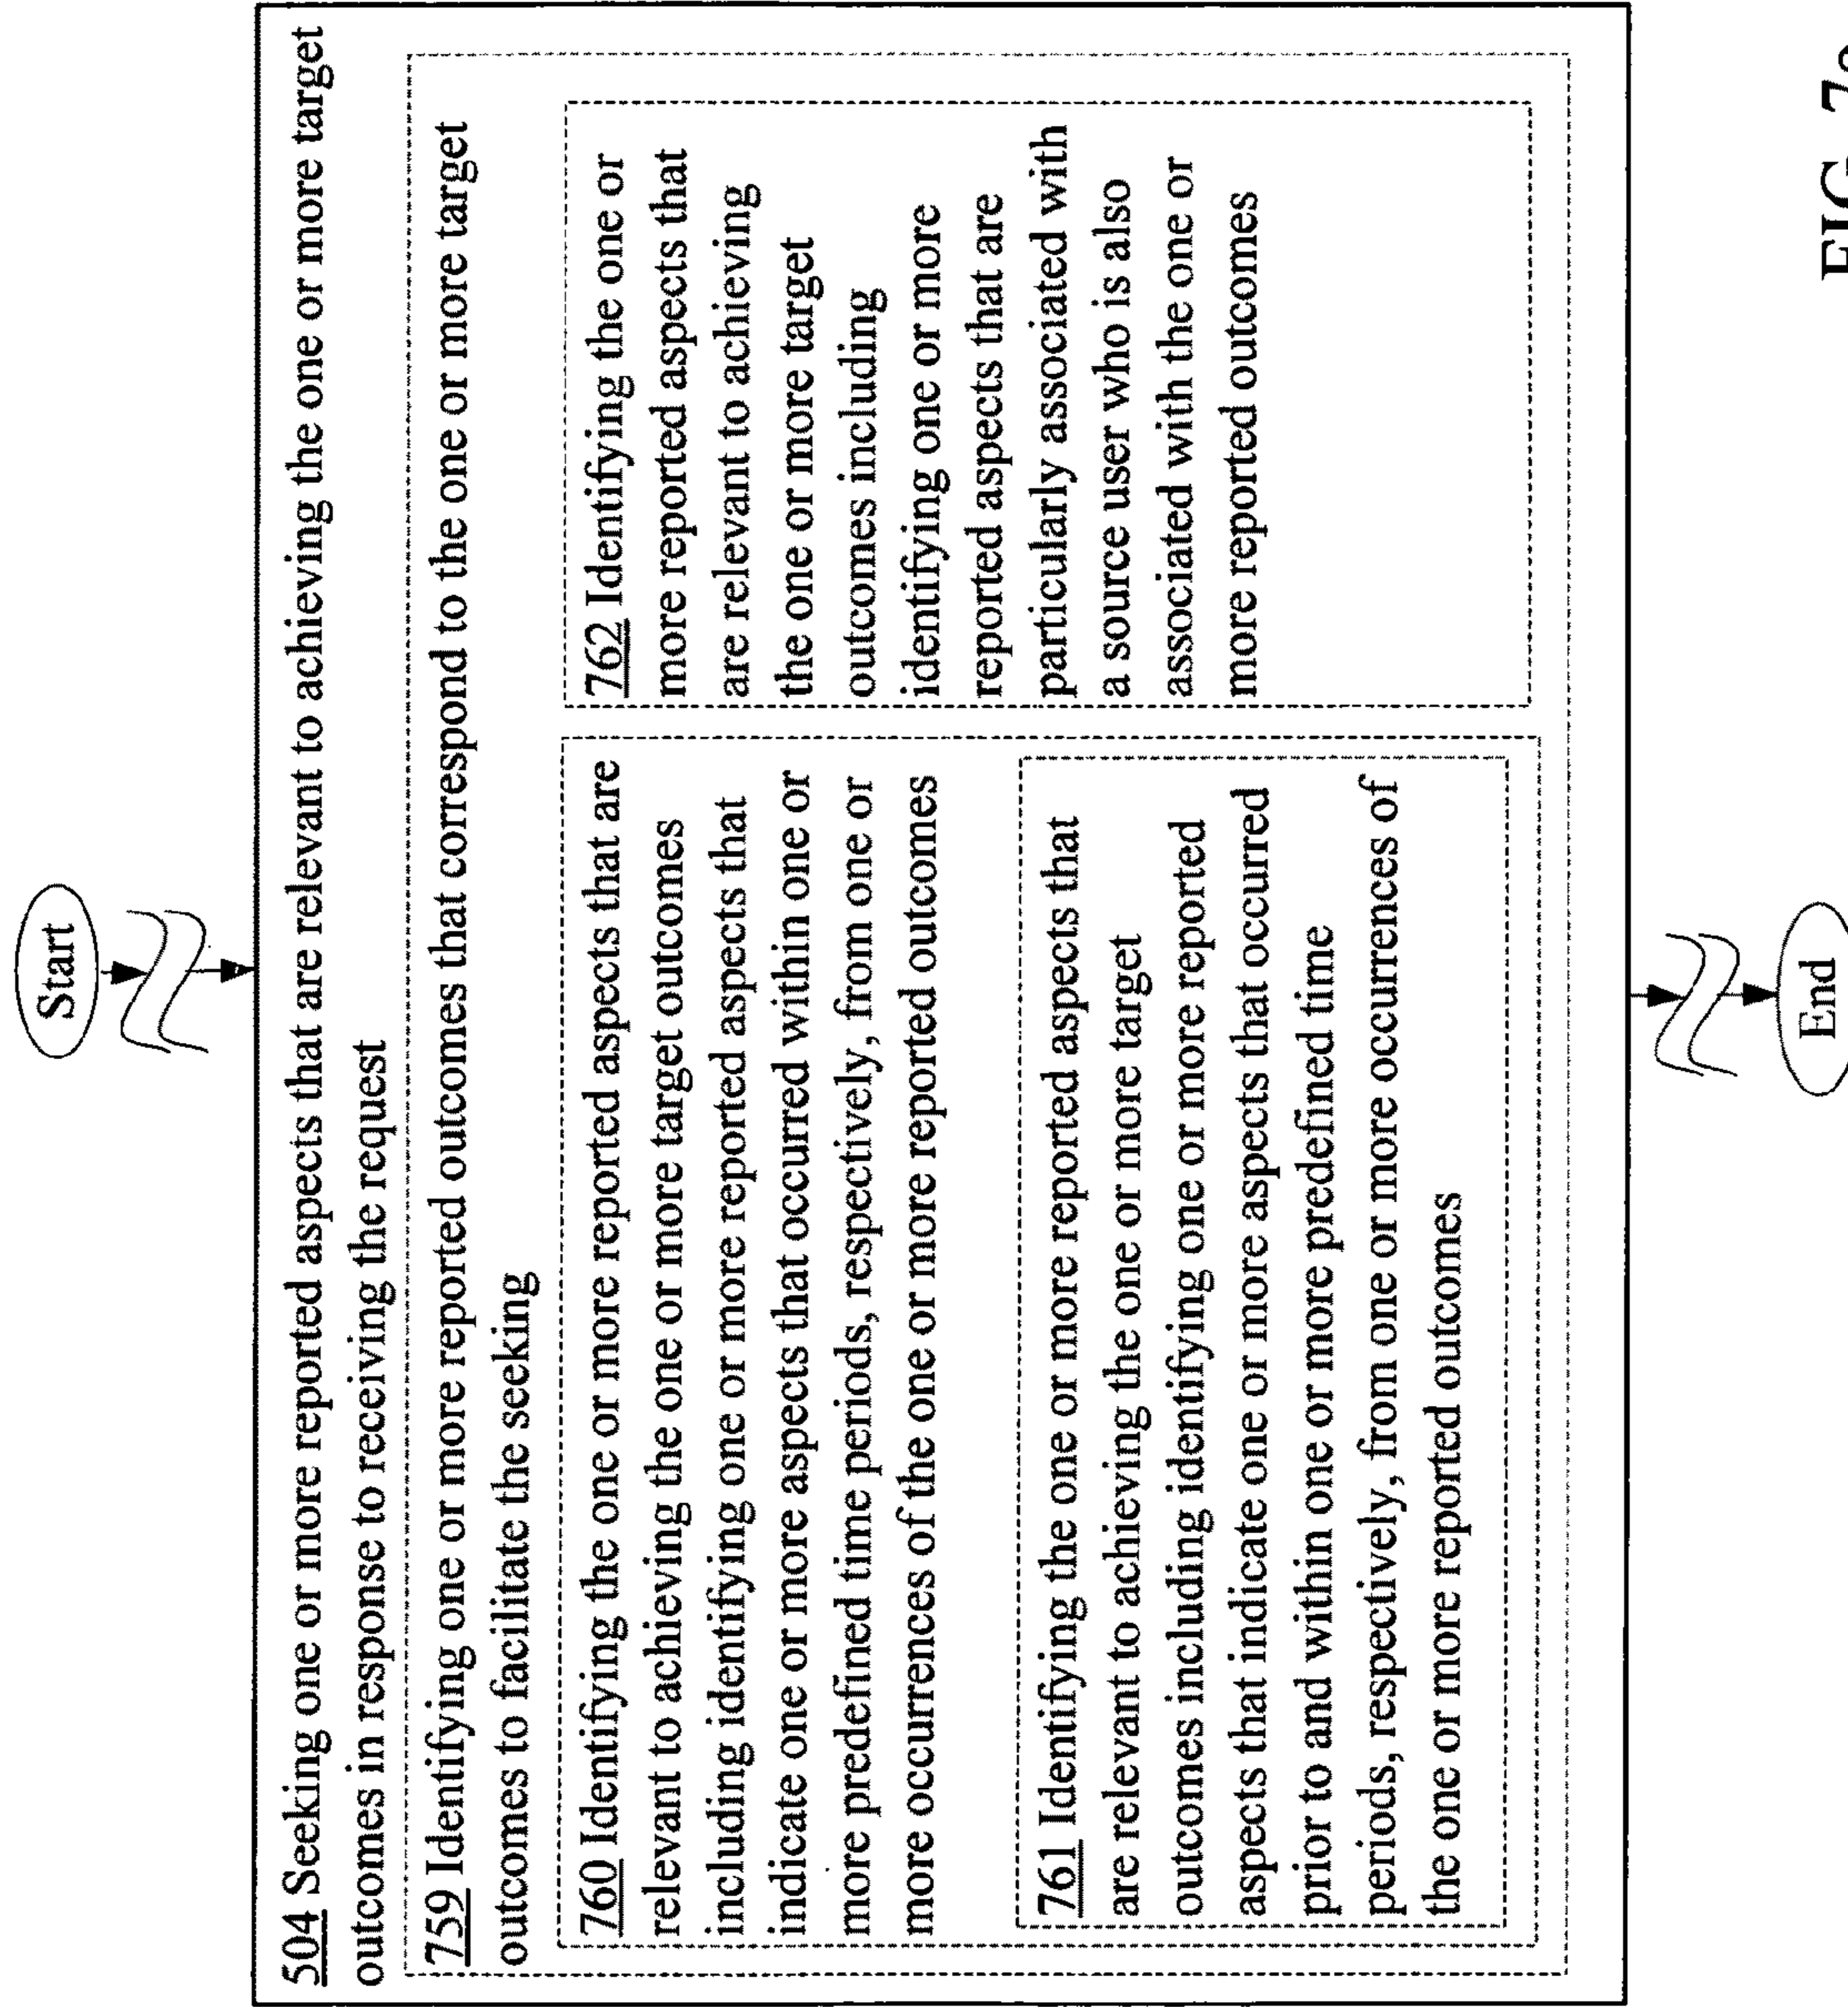 Start
504 Seeking one or more reported aspects that are relevant to achieving the one or more target
outcomes in response to receiving the request
759 Identifying one or more reported outcomes that correspond to the one or more target
outcomes to facilitate the seeking
760 Identifying the one or more reported aspects that are
relevant to achieving the one or more target outcomes
including identifying one or more reported aspects that
indicate one or more aspects that occurred within one or
more predefined time periods, respectively, from one or
more occurrences of the one or more reported outcomes
761 Identifying the one or more reported aspects that
are relevant to achieving the one or more target
outcomes including identifying one or more reported
aspects that indicate one or more aspects that occurred
prior to and within one or more predefined time
periods, respectively, from one or more occurrences of
the one or more reported outcomes
762 Identifying the one or
more reported aspects that
are relevant to achieving
the one or more target
outcomes including
identifying one or more
reported aspects that are
particularly associated with
a source user who is also
associated with the one or
more reported outcomes
End
FIG.